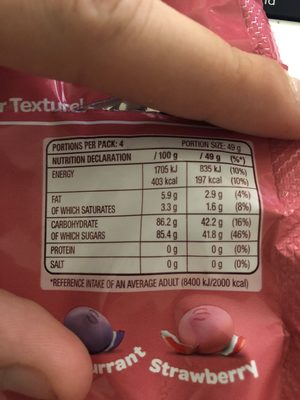 r Texture!
PORTIONS PER PACK: 4 PORTION SIZE: 49 g
NUTRITION DECLARATION / 100 g / 49 g (%*)
ENERGY 1705 kJ 835 kJ (10%)
403 kcal 197 kcal (10%)
FAT 5.9 g 2.9 g (4%)
OF WHICH SATURATES 3.3 g 1.6 g (8%)
CARBOHYDRATE 86.2 g 42.2 g (16%)
OF WHICH SUGARS 85.4 g 41.8 g (46%)
PROTEIN 0 g 0 g (0%)
SALT 0 g 0 g (0%)
*REFERENCE INTAKE OF AN AVERAGE ADULT (8400 kJ/2000 kcal)
urrant Strawberry